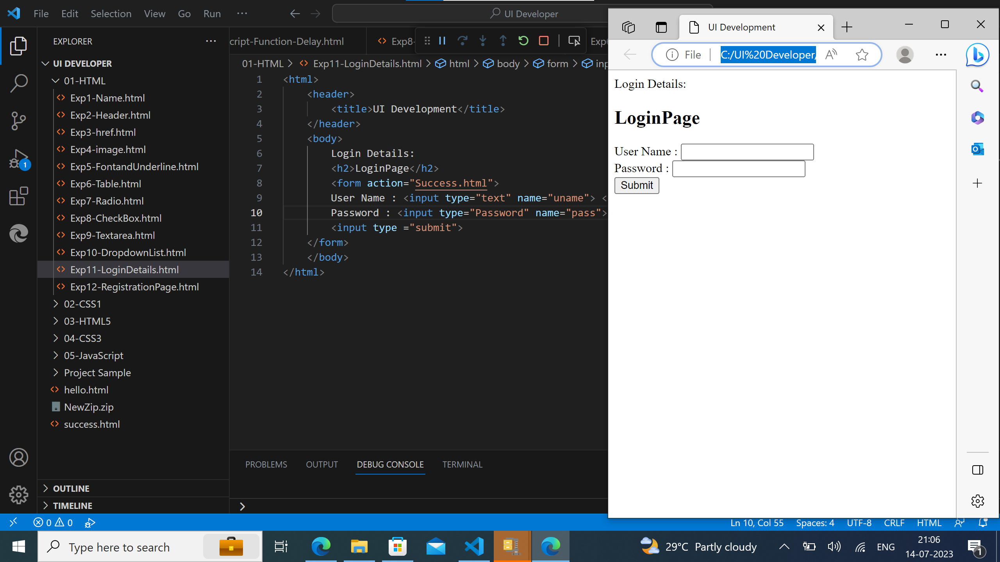 File Edit Selection View Go Run ··· UI Developer
EXPLORER ···
UI DEVELOPER
01-HTML
Exp1-Name.html
Exp2-Header.html
Exp3-href.html
Exp4-image.html
Exp5-FontandUnderline.html
Exp6-Table.html
Exp7-Radio.html
Exp8-CheckBox.html
Exp9-Textarea.html
Exp10-DropdownList.html
Exp11-LoginDetails.html
Exp12-RegistrationPage.html
02-CSS1
03-HTML5
04-CSS3
05-JavaScript
Project Sample
hello.html
NewZip.zip
success.html
OUTLINE
TIMELINE
1
cript-Function-Delay.html Exp8-
01-HTML > Exp11-LoginDetails.html > html > body > form > inp
1 <html>
2 <header>
3 <title>UI Development</title>
4 </header>
5 <body>
6 Login Details:
7 <h2>LoginPage</h2>
8 <form action="Success.html">
9 User Name : <input type="text" name="uname"> <
10 Password : <input type="Password" name="pass">
11 <input type ="submit">
12 </form>
13 </body>
14 </html>
PROBLEMS OUTPUT DEBUG CONSOLE TERMINAL
UI Development
File C:/UI%20Developer/
Login Details:
LoginPage
User Name :
Password :
Submit
0 0 Ln 10, Col 55 Spaces: 4 UTF-8 CRLF HTML
Type here to search
29°C Partly cloudy ENG
21:06
14-07-2023
1